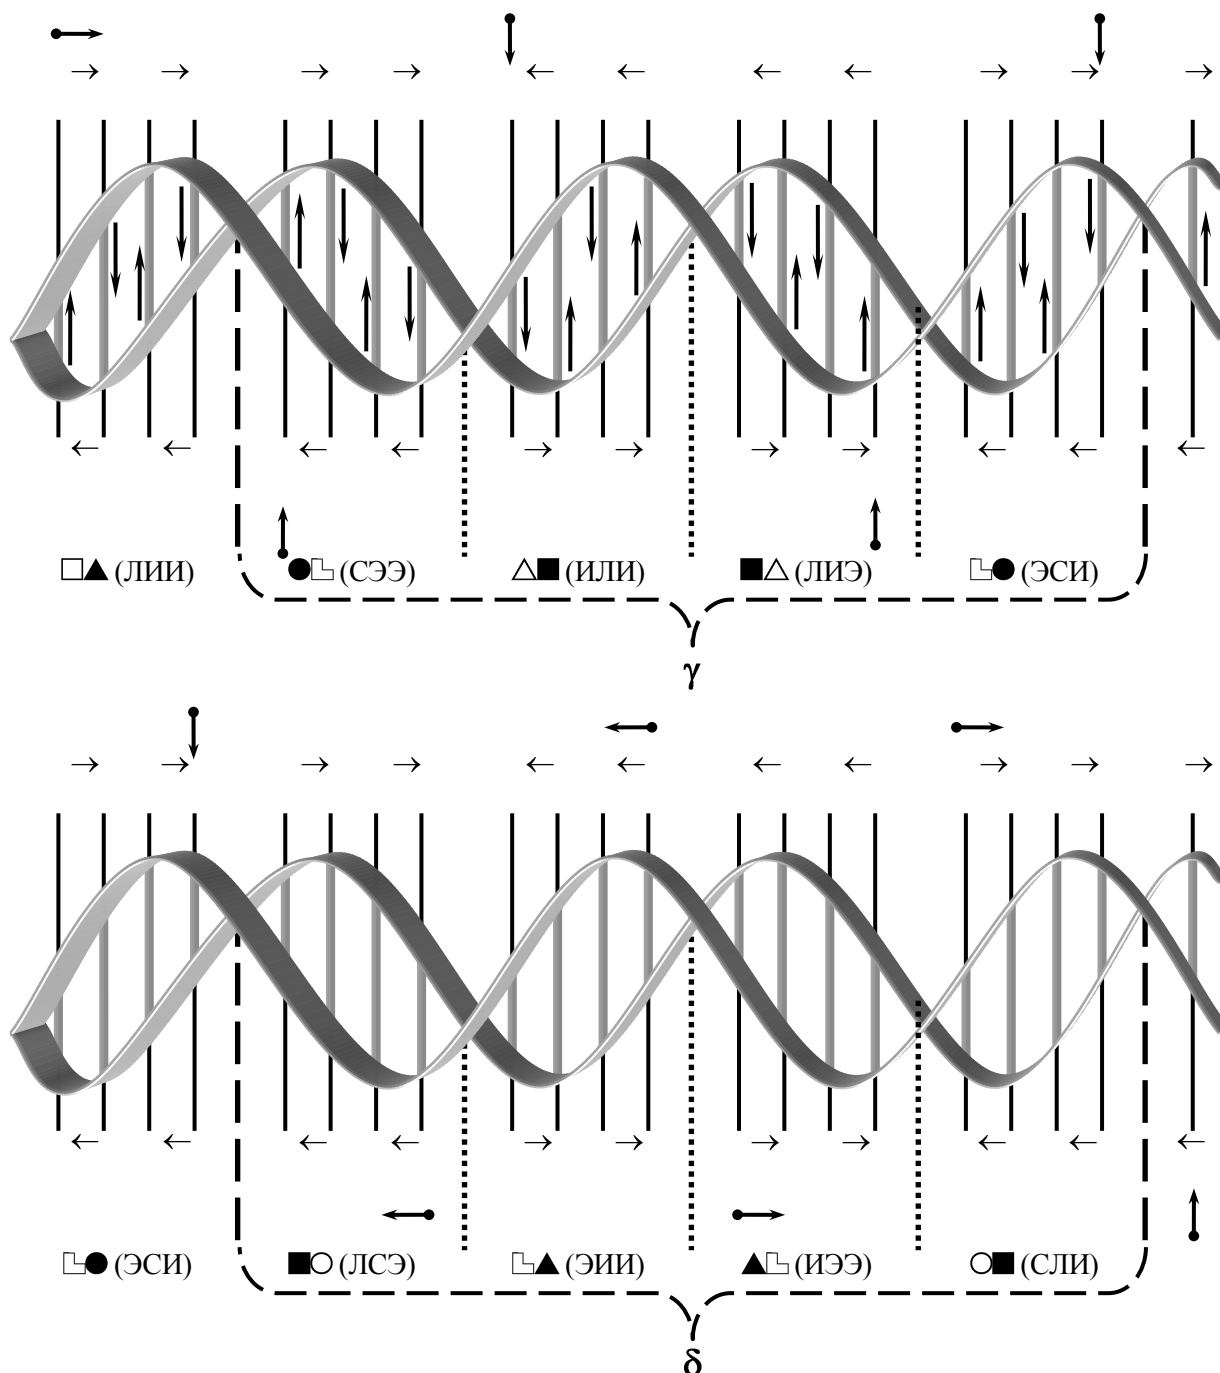 □▲ (ЛИИ) ●L (СЭЭ) △■ (ИЛИ) ■△ (ЛИЭ) L● (ЭСИ)
γ
L● (ЭСИ) ■○ (ЛСЭ) L▲ (ЭИИ) ▲L (ИЭЭ) ○■ (СЛИ)
δ